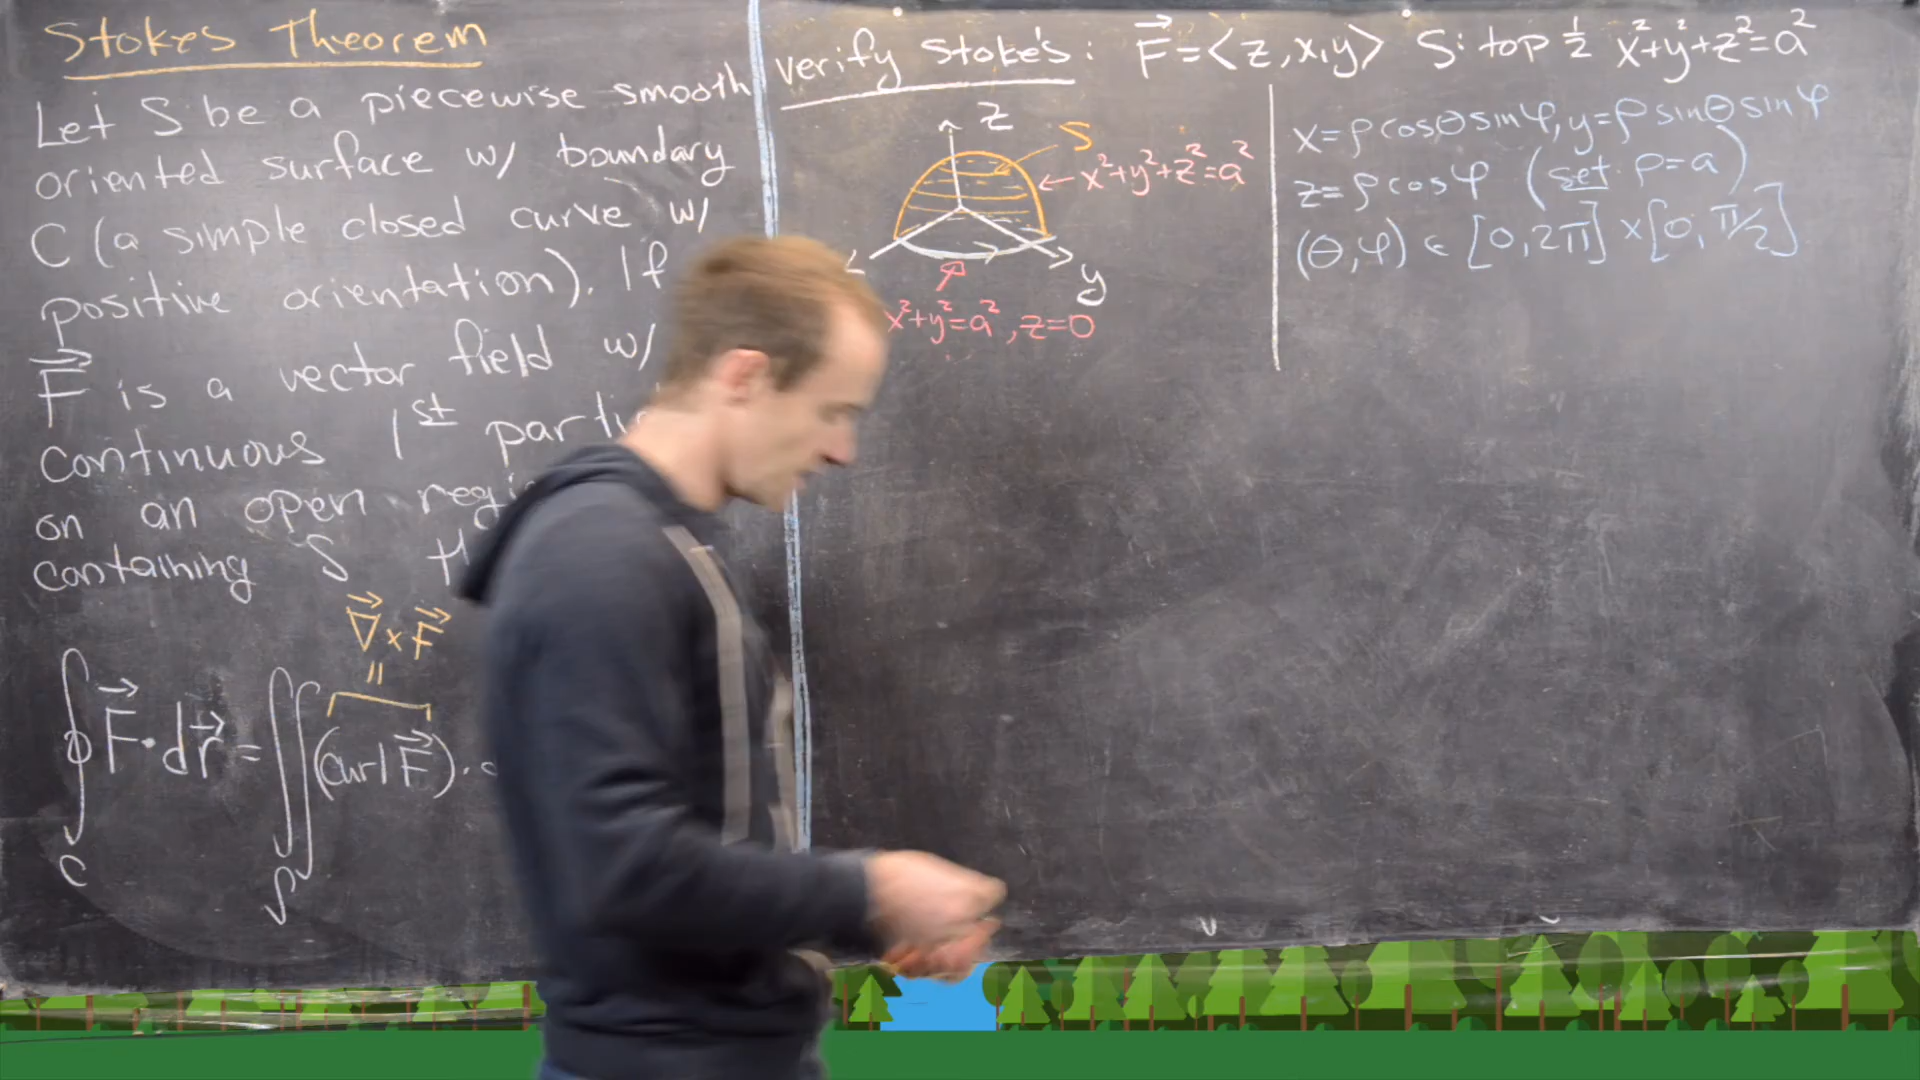 Stokes Theorem
Let S be a piecewise smooth
oriented surface w/ boundary
C (a simple closed curve w/
positive orientation). If
F⃗ is a vector field w/
continuous 1st
on an open
containing S
∇⃗ × F⃗
=
∮_C F⃗ · dr⃗ = ∬_S (curl F⃗) ·
Verify Stoke's: F⃗ = <z, x, y> S: top ½ x²+y²+z²=a²
z
S
x²+y²+z²=a²
y
x²+y²=a², z=0
x=ρcosθsinφ, y=ρsinθsinφ
z=ρcosφ (set ρ=a)
(θ,φ) ∈ [0,2π] × [0,π/2]